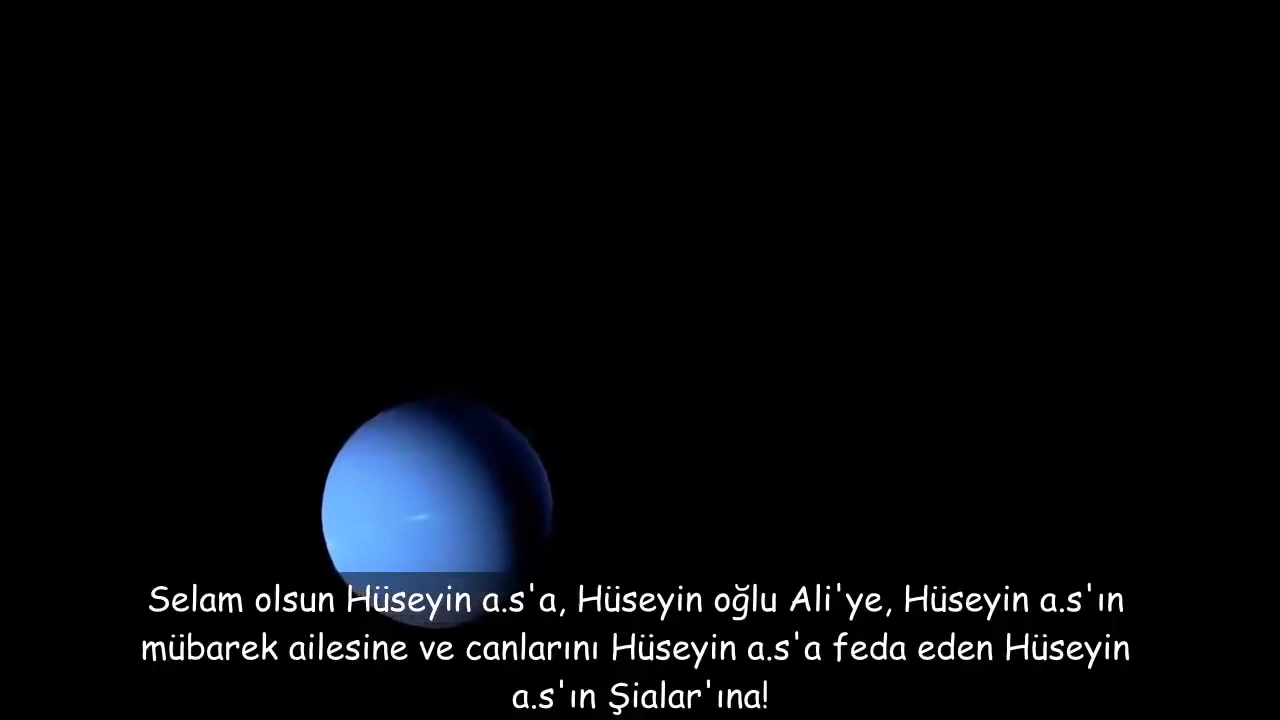 Selam olsun Hüseyin a.s'a, Hüseyin oğlu Ali'ye, Hüseyin a.s'ın
mübarek ailesine ve canlarını Hüseyin a.s'a feda eden Hüseyin
a.s'ın Şialar'ına!